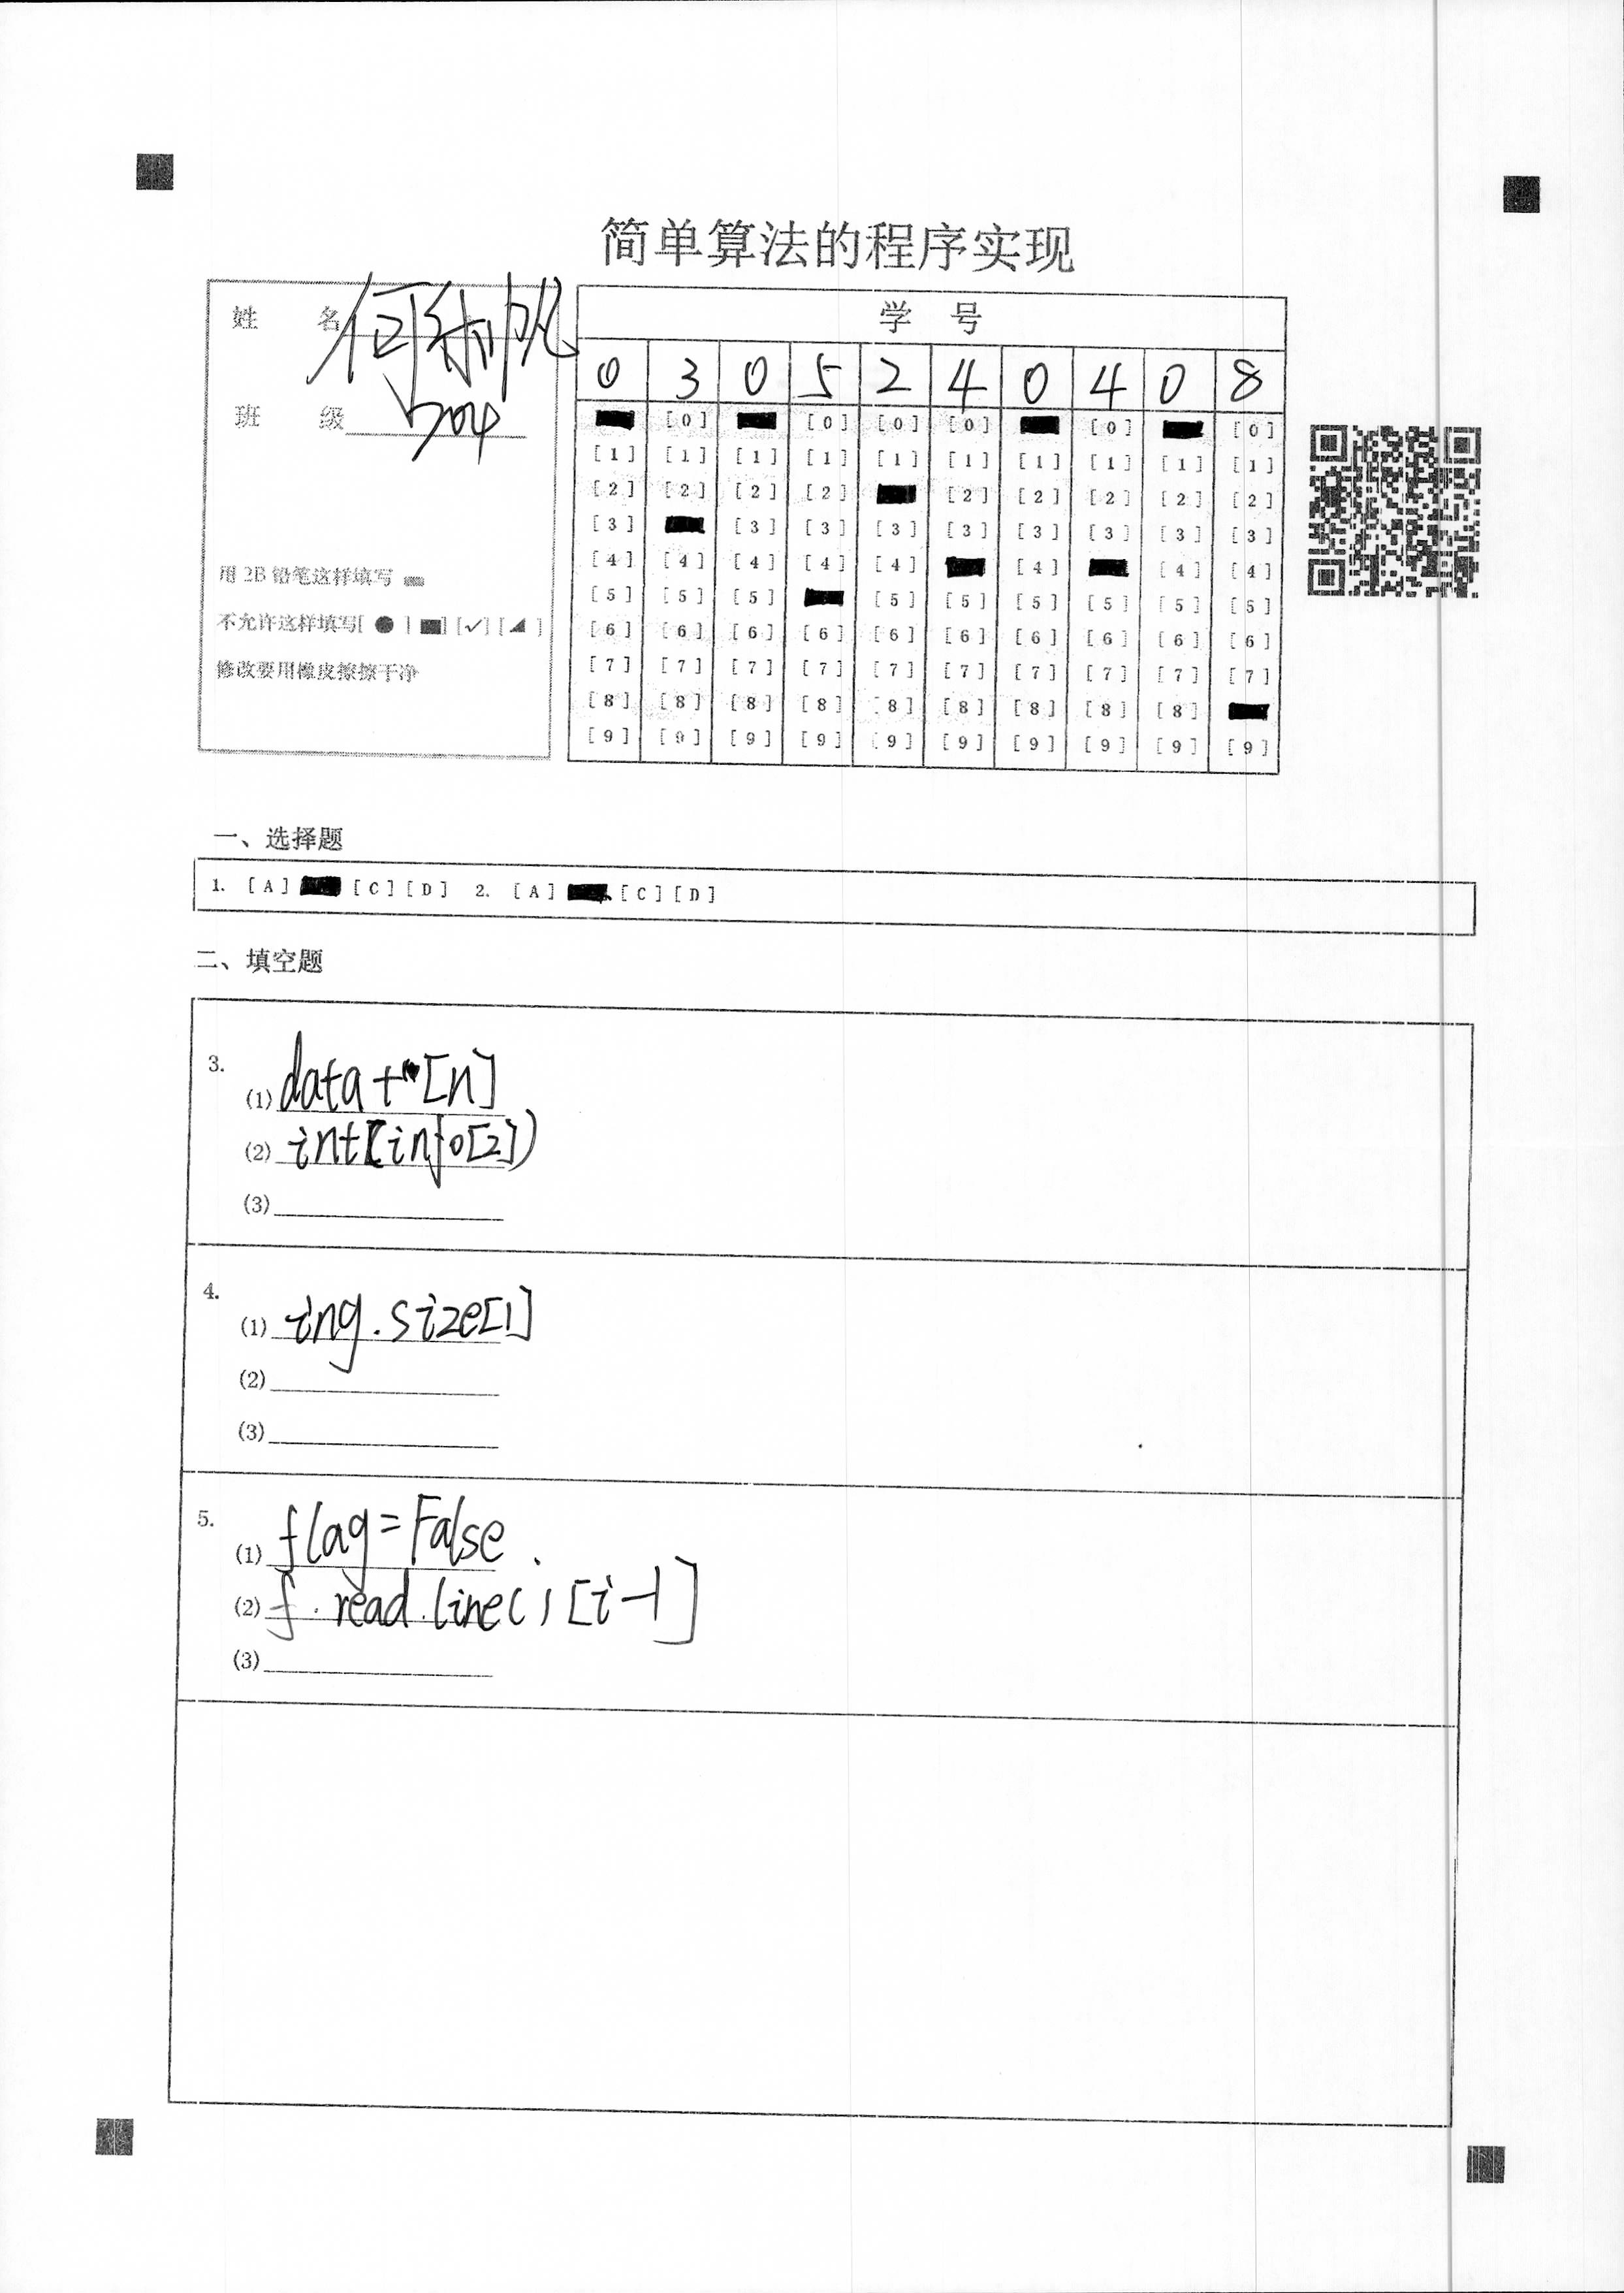 简单算法的程序实现
姓 名 何
班 级 304
用 2B 铅笔这样填写
不允许这样填写[ ● ] [■] [✓] [◢ ]
修改要用橡皮擦擦干净
学 号
0 3 0 5 2 4 0 4 0 8
[0] [0] [0] [0] [0] [0]
[1] [1] [1] [1] [1] [1] [1] [1] [1] [1]
[2] [2] [2] [2] [2] [2] [2] [2] [2]
[3] [3] [3] [3] [3] [3] [3] [3] [3]
[4] [4] [4] [4] [4] [4] [4] [4]
[5] [5] [5] [5] [5] [5] [5] [5] [5]
[6] [6] [6] [6] [6] [6] [6] [6] [6] [6]
[7] [7] [7] [7] [7] [7] [7] [7] [7] [7]
[8] [8] [8] [8] [8] [8] [8] [8] [8]
[9] [9] [9] [9] [9] [9] [9] [9] [9] [9]
一、选择题
1. [A] [C] [D] 2. [A] [C] [D]
二、填空题
3.
(1) data + [n]
(2) int(info[2])
(3)
4.
(1) ing.size[1]
(2)
(3)
5.
(1) flag=False
(2) f.read.line()[i-1]
(3)